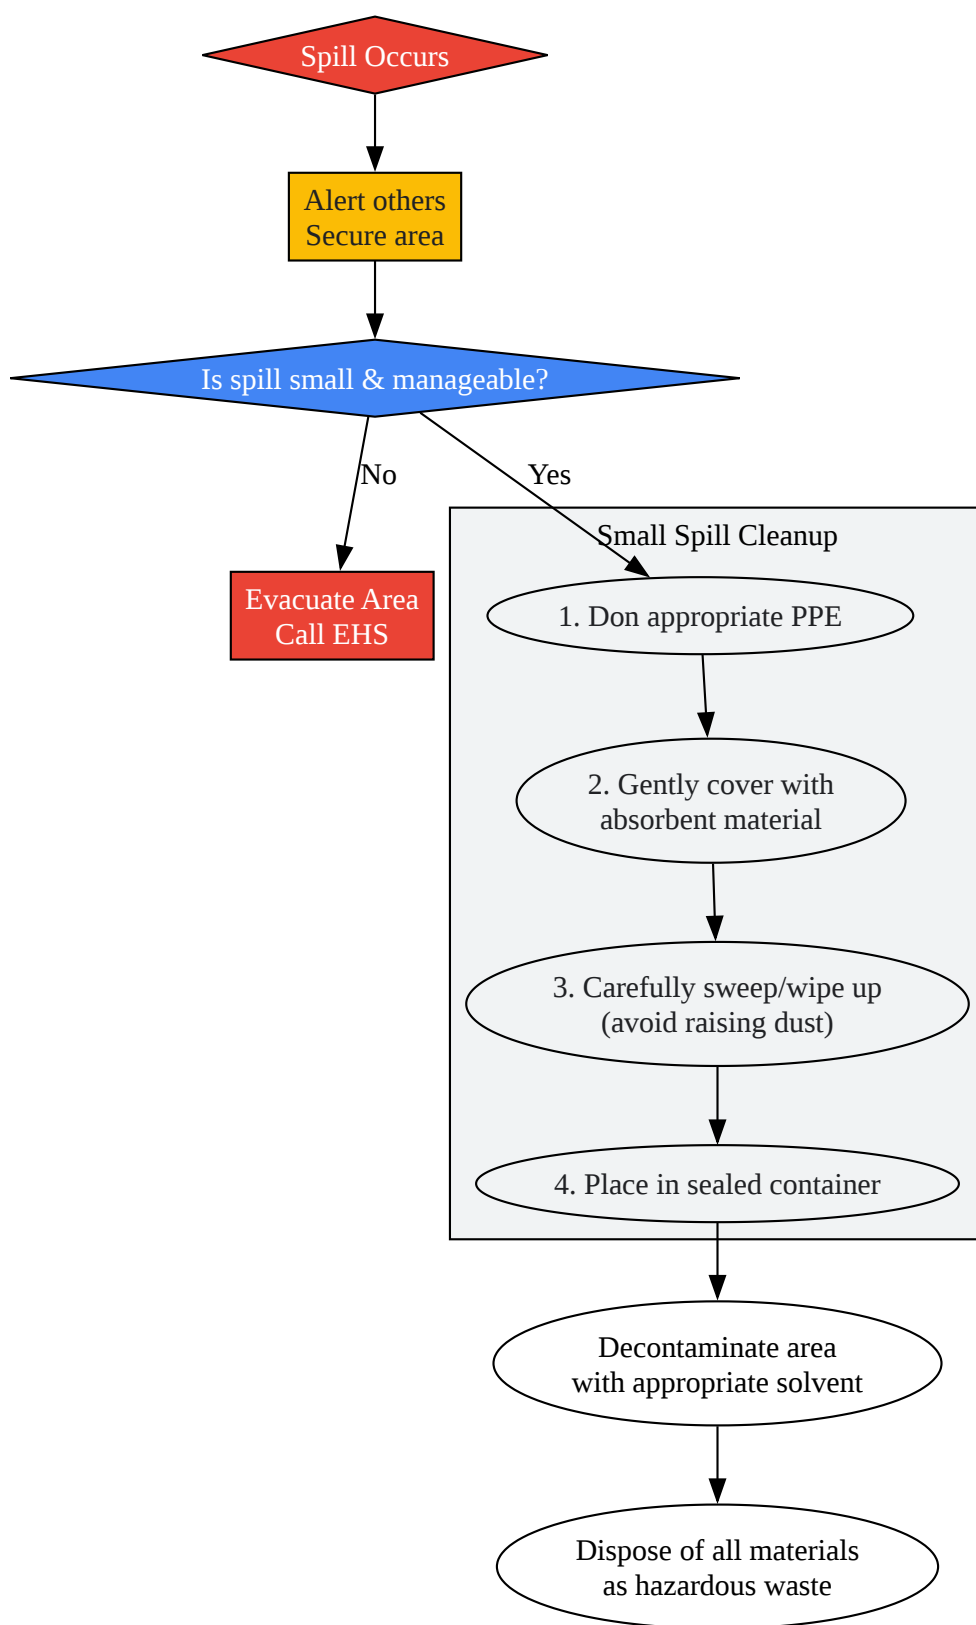 Spill Occurs
Alert others
Secure area
Is spill small & manageable?
No
Yes
Small Spill Cleanup
Evacuate Area
Call EHS
1. Don appropriate PPE
2. Gently cover with
absorbent material
3. Carefully sweep/wipe up
(avoid raising dust)
4. Place in sealed container
Decontaminate area
with appropriate solvent
Dispose of all materials
as hazardous waste